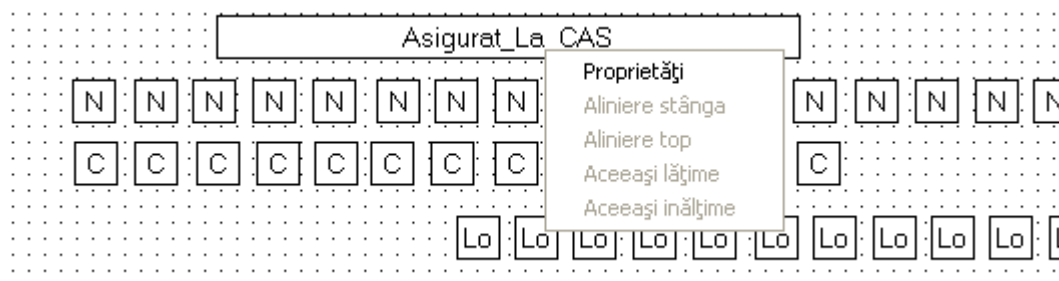 Asigurat_La_CAS
Proprietăţi
N N N N N N N N N N N N N
Aliniere stânga
Aliniere top
C C C C C C C C C
Aceeaşi lăţime
Aceeaşi inălţime
Lo Lo Lo Lo Lo Lo Lo Lo Lo Lo